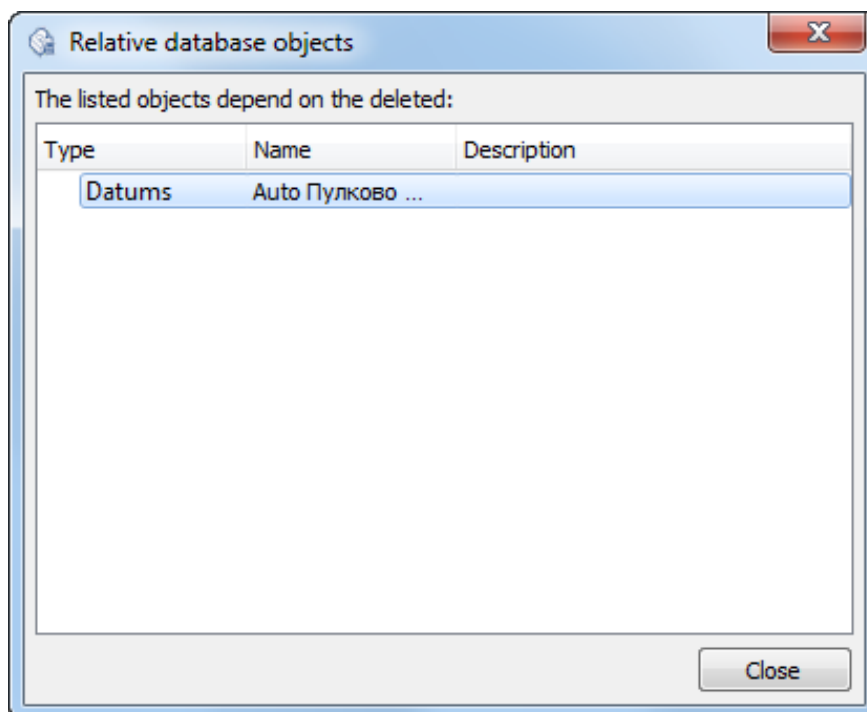 Relative database objects
The listed objects depend on the deleted:
Type Name Description
Datums Auto Пулково ...
Close